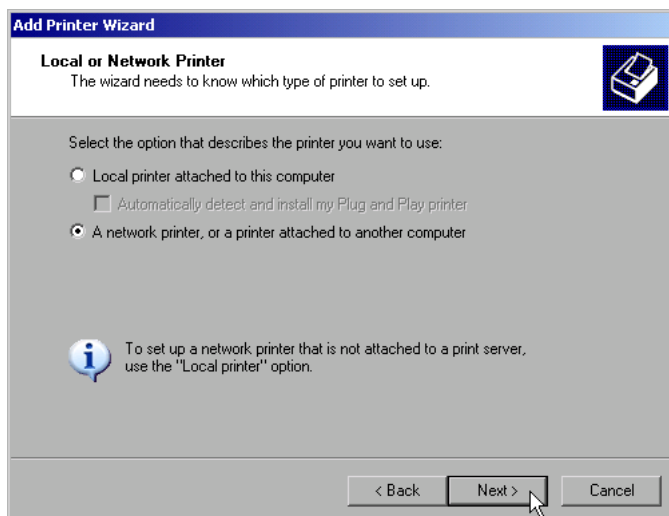 Add Printer Wizard
Local or Network Printer
The wizard needs to know which type of printer to set up.
Select the option that describes the printer you want to use:
Local printer attached to this computer
Automatically detect and install my Plug and Play printer
A network printer, or a printer attached to another computer
To set up a network printer that is not attached to a print server,
use the "Local printer" option.
< Back Next > Cancel